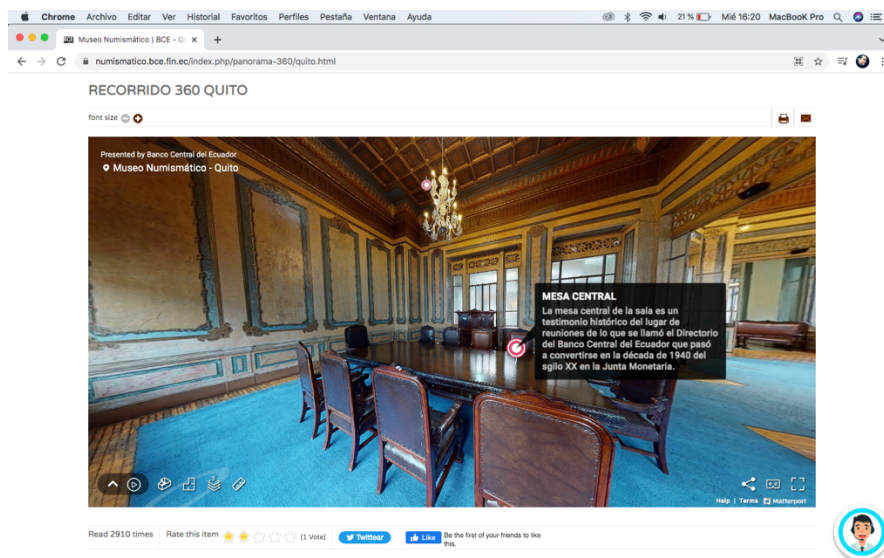 Chrome Archivo Editar Ver Historial Favoritos Perfiles Pestaña Ventana Ayuda 21 % Mié 16:20 MacBooK Pro
Museo Numismático | BCE – Q
numismatico.bce.fin.ec/index.php/panorama-360/quito.html
RECORRIDO 360 QUITO
font size
Presented by Banco Central del Ecuador
Museo Numismático - Quito
MESA CENTRAL
La mesa central de la sala es un
testimonio histórico del lugar de
reuniones de lo que se llamó el Directorio
del Banco Central del Ecuador que pasó
a convertirse en la década de 1940 del
sgilo XX en la Junta Monetaria.
Help | Terms Matterport
Read 2910 times Rate this item (1 Vote) Twittear Like Be the first of your friends to like
this.